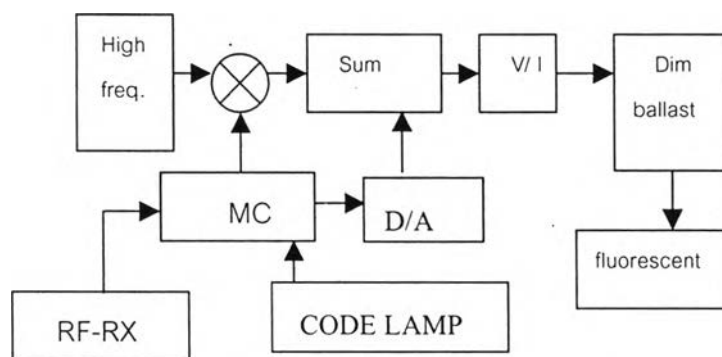 High
freq.
Sum
V/ I
Dim
ballast
MC
D/A
fluorescent
RF-RX
CODE LAMP